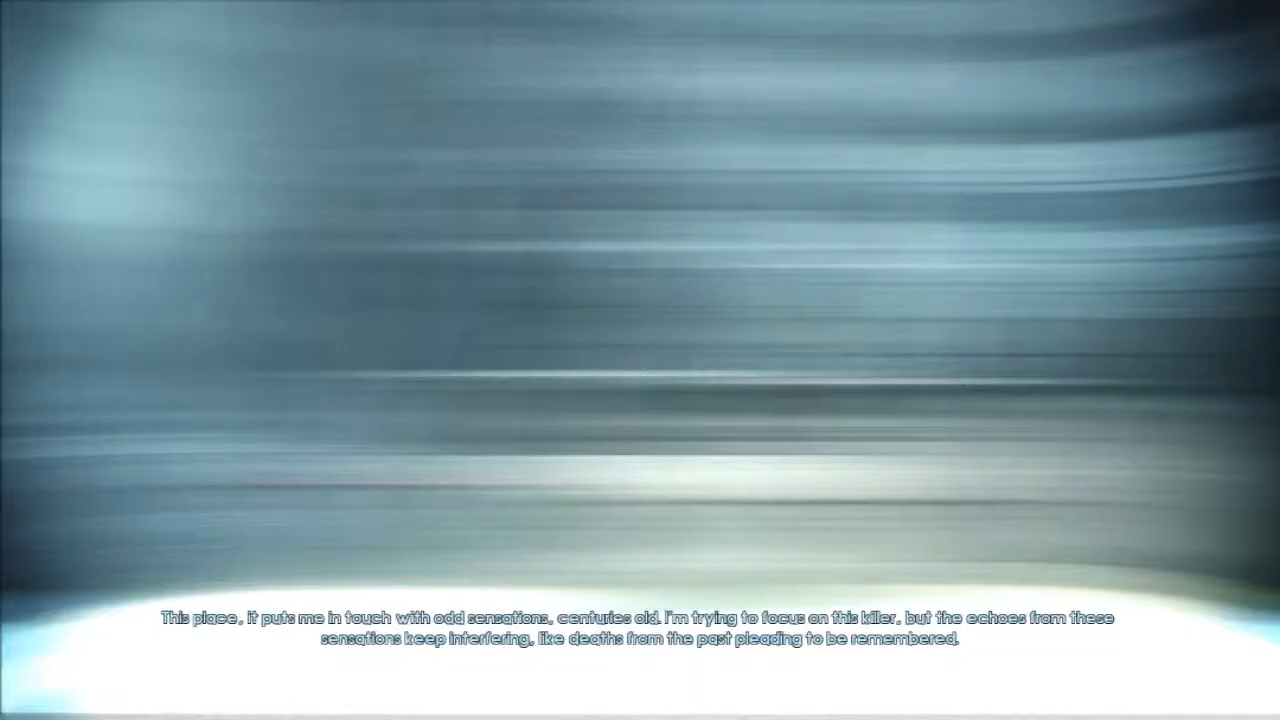 This place, it puts me in touch with odd sensations, centuries old. I'm trying to focus on this killer, but the echoes from these
sensations keep interfering, like deaths from the past pleading to be remembered.